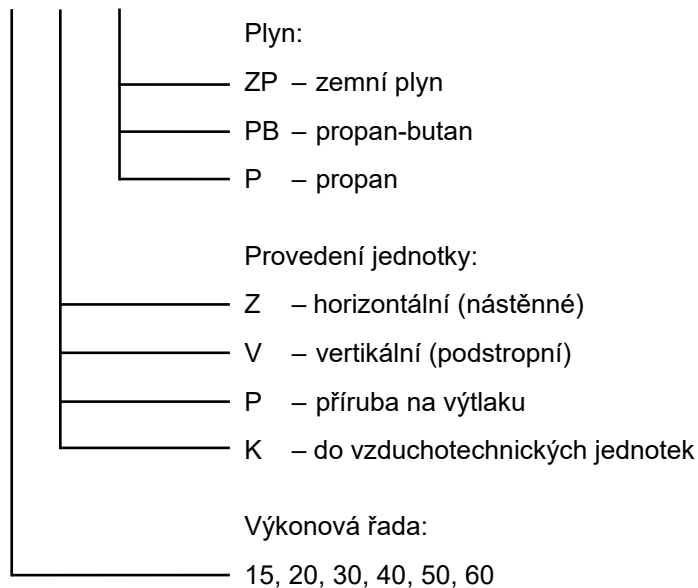 Plyn:
ZP – zemní plyn
PB – propan-butan
P – propan
Provedení jednotky:
Z – horizontální (nástěnné)
V – vertikální (podstropní)
P – příruba na výtlaku
K – do vzduchotechnických jednotek
Výkonová řada:
15, 20, 30, 40, 50, 60